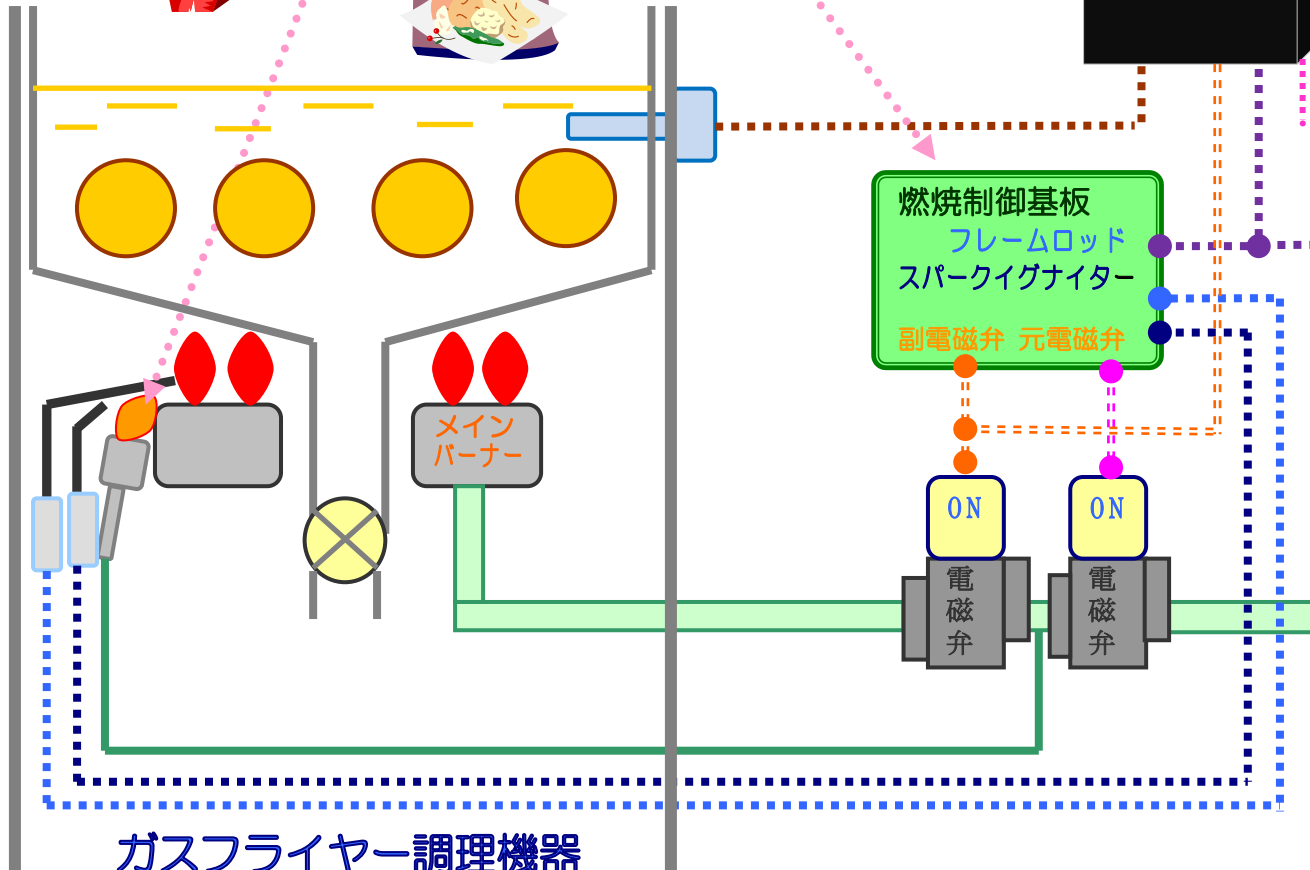 燃焼制御基板
フレームロッド
スパークイグナイター
副電磁弁 元電磁弁
メイン
バーナー
ON
ON
電磁弁
電磁弁
ガスフライヤー調理機器